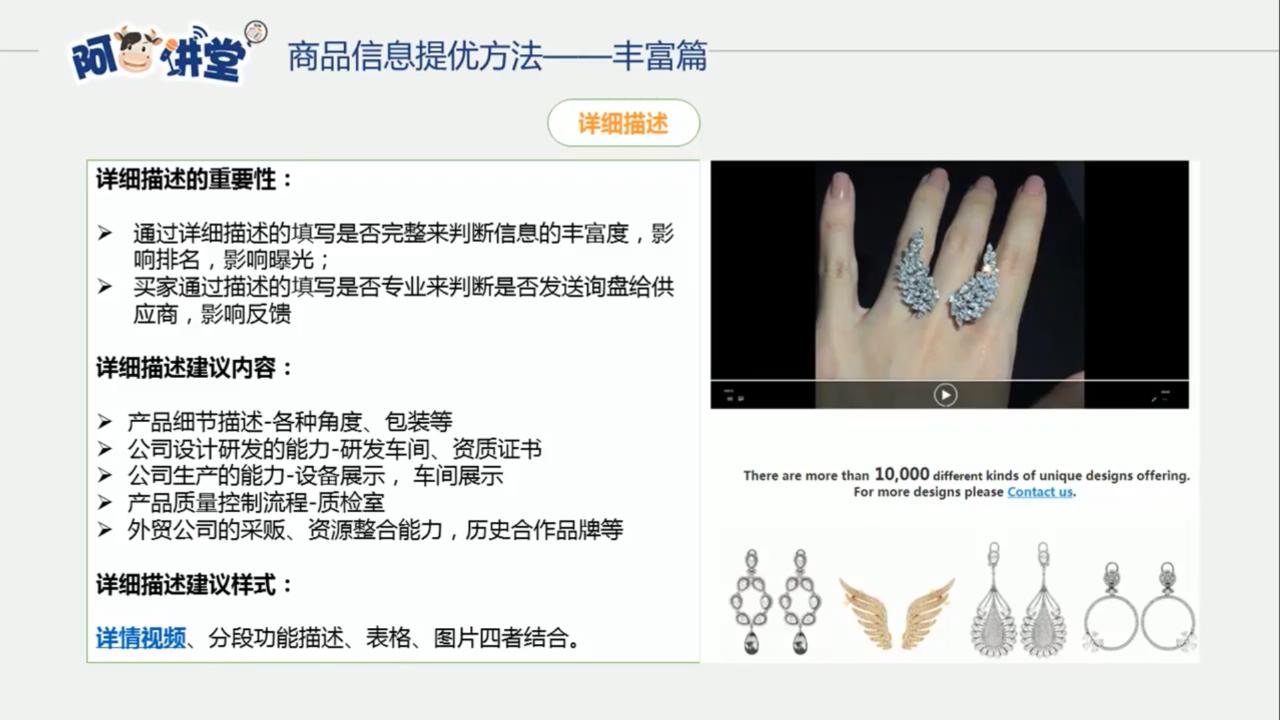 阿牛讲堂
商品信息提优方法——丰富篇
详细描述
详细描述的重要性：
➢ 通过详细描述的填写是否完整来判断信息的丰富度，影
响排名，影响曝光；
➢ 买家通过描述的填写是否专业来判断是否发送询盘给供
应商，影响反馈
详细描述建议内容：
➢ 产品细节描述-各种角度、包装等
➢ 公司设计研发的能力-研发车间、资质证书
➢ 公司生产的能力-设备展示， 车间展示
➢ 产品质量控制流程-质检室
➢ 外贸公司的采贩、资源整合能力，历史合作品牌等
详细描述建议样式：
详情视频、分段功能描述、表格、图片四者结合。
There are more than 10,000 different kinds of unique designs offering.
For more designs please Contact us.